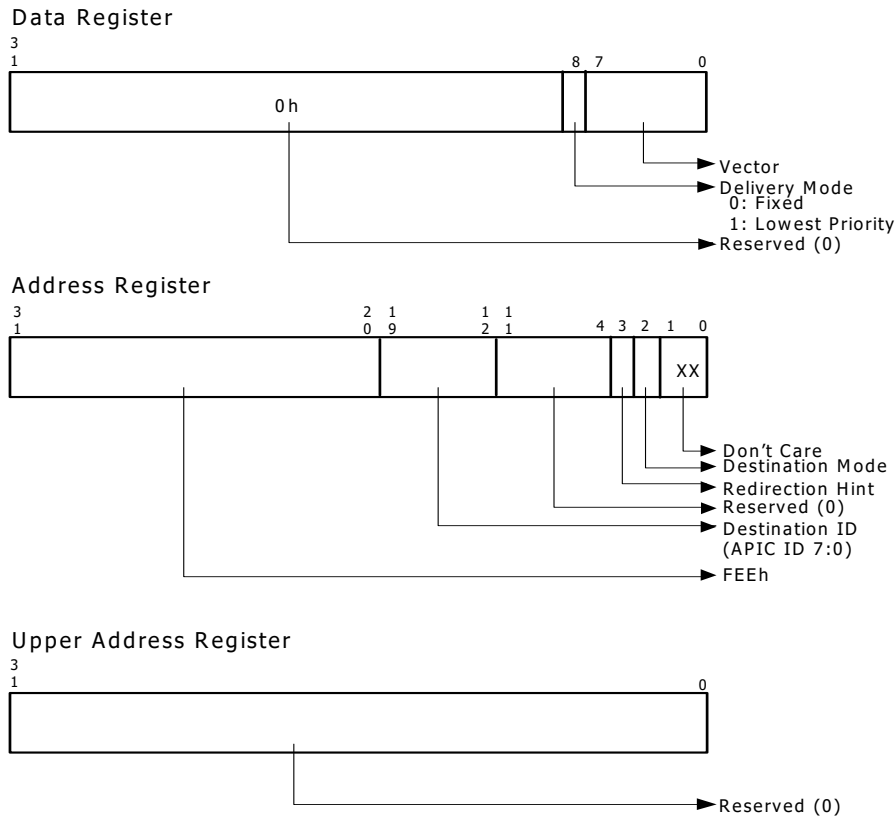 Data Register
3
1 8 7 0
0h
Vector
Delivery Mode
0: Fixed
1: Lowest Priority
Reserved (0)
Address Register
3 2 1 1 1
1 0 9 2 1 4 3 2 1 0
XX
Don't Care
Destination Mode
Redirection Hint
Reserved (0)
Destination ID
(APIC ID 7:0)
FEEh
Upper Address Register
3
1 0
Reserved (0)